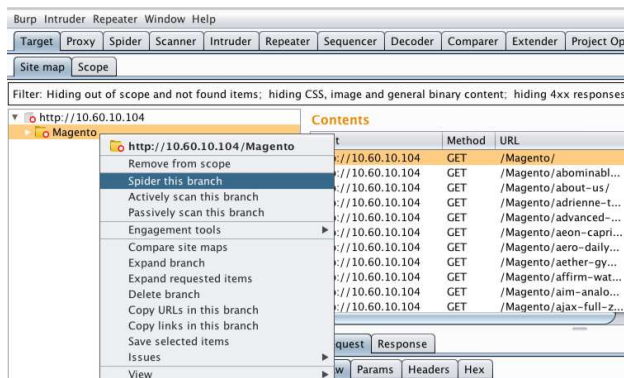 Burp Intruder Repeater Window Help
Target Proxy Spider Scanner Intruder Repeater Sequencer Decoder Comparer Extender Project Op
Site map Scope
Filter: Hiding out of scope and not found items; hiding CSS, image and general binary content; hiding 4xx responses
http://10.60.10.104
Magento
http://10.60.10.104/Magento
Remove from scope
Spider this branch
Actively scan this branch
Passively scan this branch
Engagement tools
Compare site maps
Expand branch
Expand requested items
Delete branch
Copy URLs in this branch
Copy links in this branch
Save selected items
Issues
View
Contents
t Method URL
://10.60.10.104 GET /Magento/
://10.60.10.104 GET /Magento/abominabl...
://10.60.10.104 GET /Magento/about-us/
://10.60.10.104 GET /Magento/adrienne-t...
://10.60.10.104 GET /Magento/advanced-...
://10.60.10.104 GET /Magento/aeon-capri...
://10.60.10.104 GET /Magento/aero-daily...
://10.60.10.104 GET /Magento/aether-gy...
://10.60.10.104 GET /Magento/affirm-wat...
://10.60.10.104 GET /Magento/aim-analo...
://10.60.10.104 GET /Magento/ajax-full-z...
quest Response
w Params Headers Hex